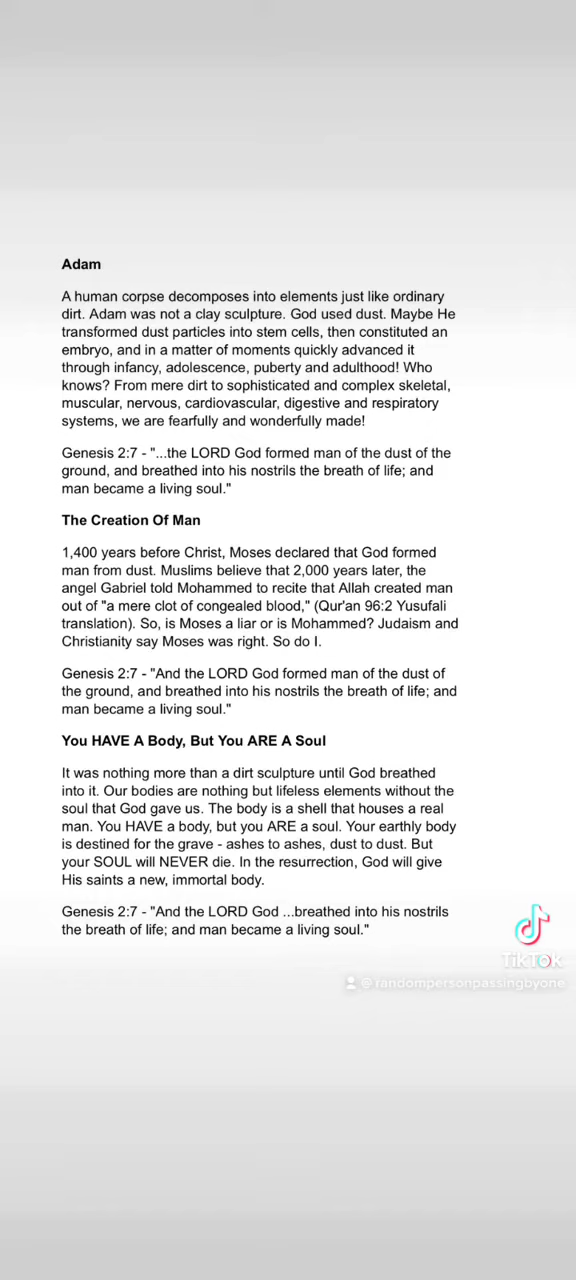 Adam
A human corpse decomposes into elements just like ordinary
dirt. Adam was not a clay sculpture. God used dust. Maybe He
transformed dust particles into stem cells, then constituted an
embryo, and in a matter of moments quickly advanced it
through infancy, adolescence, puberty and adulthood! Who
knows? From mere dirt to sophisticated and complex skeletal,
muscular, nervous, cardiovascular, digestive and respiratory
systems, we are fearfully and wonderfully made!
Genesis 2:7 - "...the LORD God formed man of the dust of the
ground, and breathed into his nostrils the breath of life; and
man became a living soul."
The Creation Of Man
1,400 years before Christ, Moses declared that God formed
man from dust. Muslims believe that 2,000 years later, the
angel Gabriel told Mohammed to recite that Allah created man
out of "a mere clot of congealed blood," (Qur'an 96:2 Yusufali
translation). So, is Moses a liar or is Mohammed? Judaism and
Christianity say Moses was right. So do I.
Genesis 2:7 - "And the LORD God formed man of the dust of
the ground, and breathed into his nostrils the breath of life; and
man became a living soul."
You HAVE A Body, But You ARE A Soul
It was nothing more than a dirt sculpture until God breathed
into it. Our bodies are nothing but lifeless elements without the
soul that God gave us. The body is a shell that houses a real
man. You HAVE a body, but you ARE a soul. Your earthly body
is destined for the grave - ashes to ashes, dust to dust. But
your SOUL will NEVER die. In the resurrection, God will give
His saints a new, immortal body.
Genesis 2:7 - "And the LORD God ...breathed into his nostrils
the breath of life; and man became a living soul."
TikTok
@randompersonpassingbyone